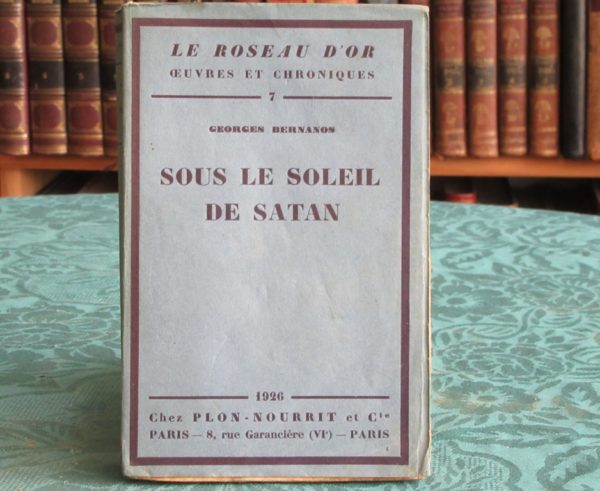 LE ROSEAU D'OR
ŒUVRES ET CHRONIQUES
7
GEORGES BERNANOS
SOUS LE SOLEIL
DE SATAN
1926
Chez PLON-NOURRIT et Cie
PARIS — 8, rue Garancière (VIe) — PARIS